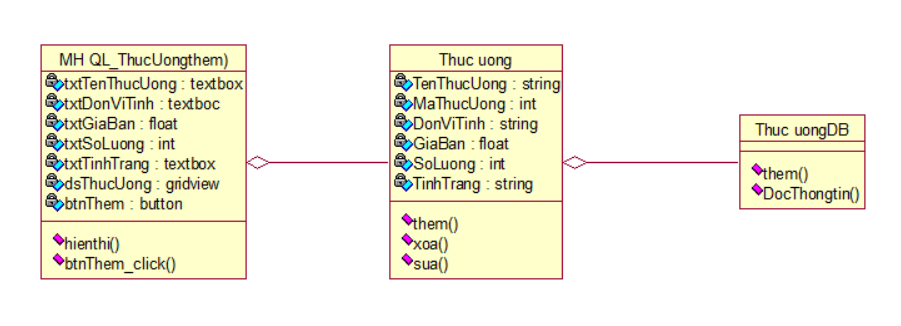 MH QL_ThucUongthem)
txtTenThucUong : textbox
txtDonViTinh : textboc
txtGiaBan : float
txtSoLuong : int
txtTinhTrang : textbox
dsThucUong : gridview
btnThem : button
hienthi()
btnThem_click()
Thuc uong
TenThucUong : string
MaThucUong : int
DonViTinh : string
GiaBan : float
SoLuong : int
TinhTrang : string
them()
xoa()
sua()
Thuc uongDB
them()
DocThongtin()